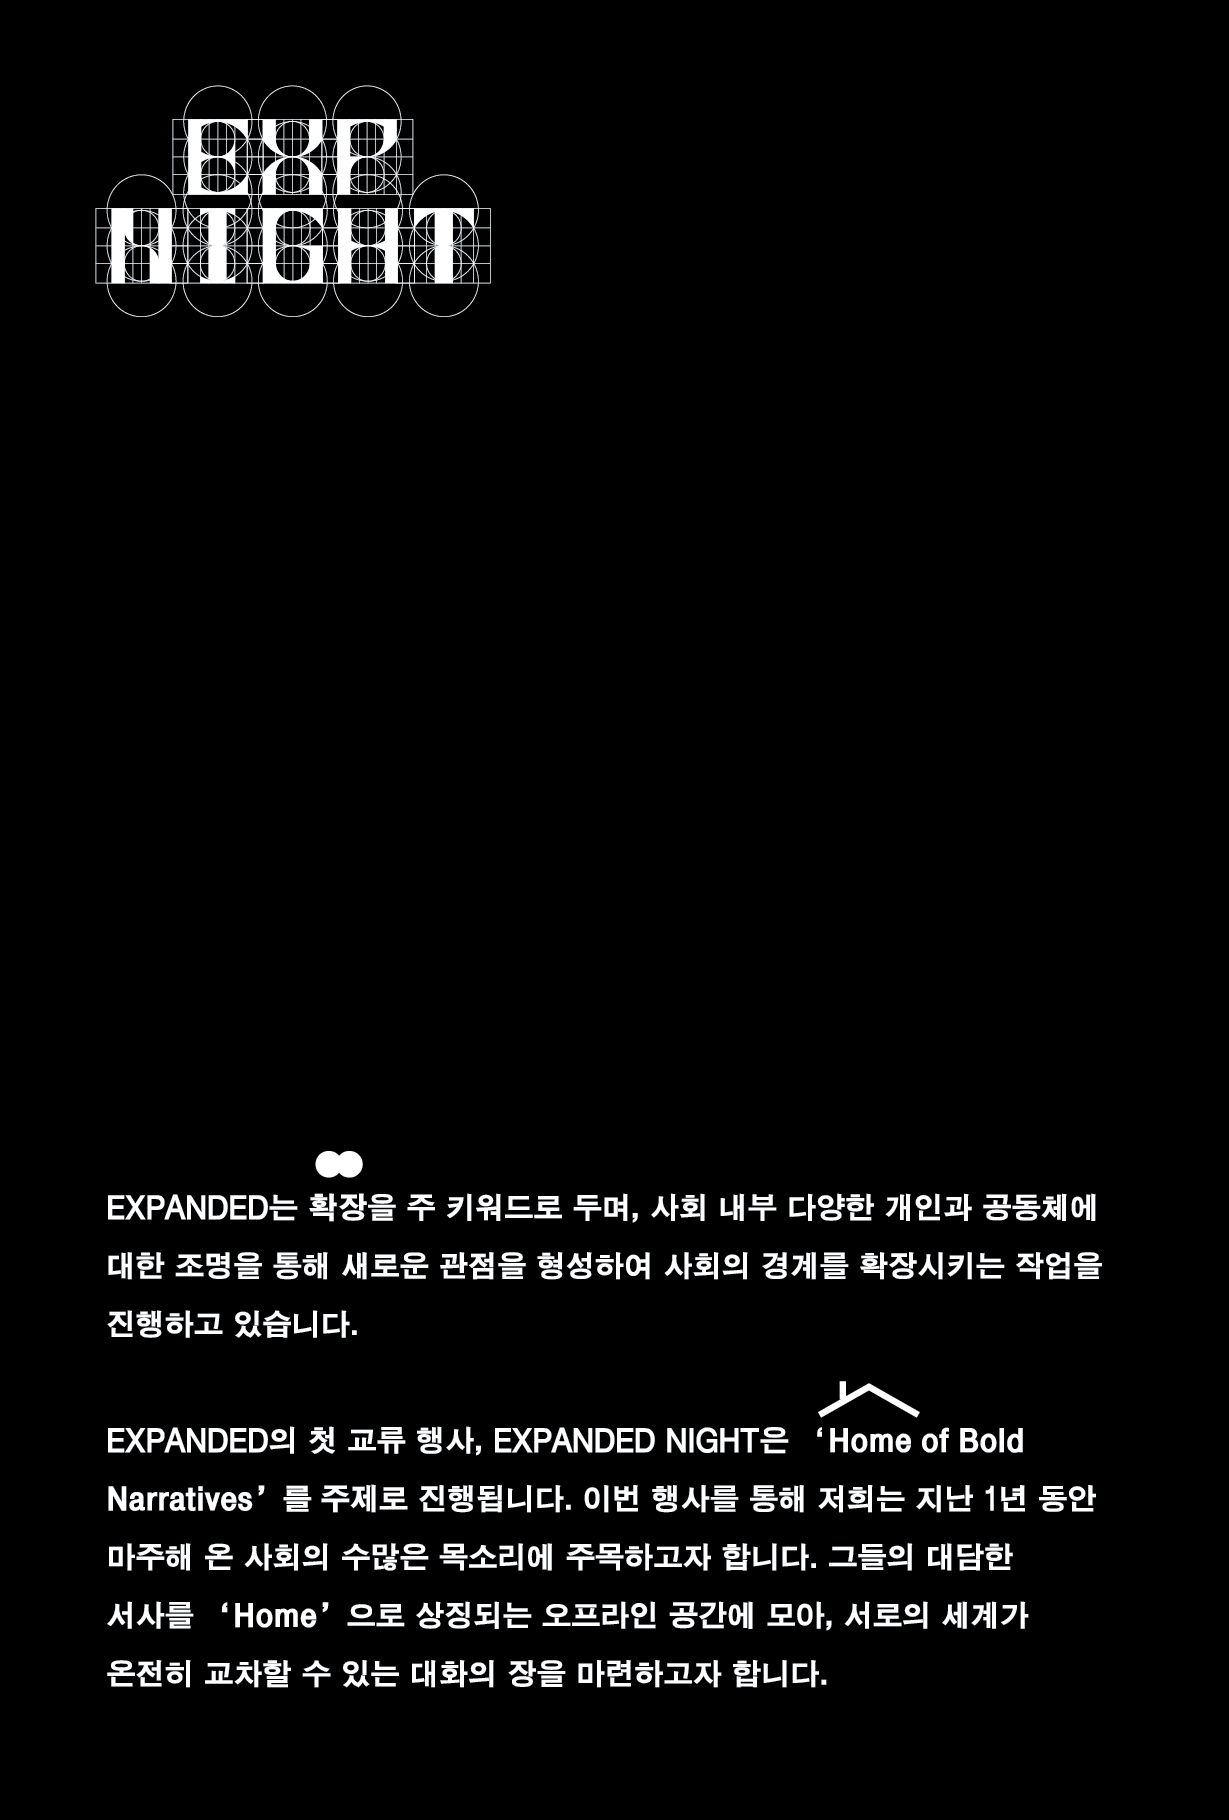 EXP
NIGHT
EXPANDED는 확장을 주 키워드로 두며, 사회 내부 다양한 개인과 공동체에
대한 조명을 통해 새로운 관점을 형성하여 사회의 경계를 확장시키는 작업을
진행하고 있습니다.
EXPANDED의 첫 교류 행사, EXPANDED NIGHT은 ‘Home of Bold
Narratives’를 주제로 진행됩니다. 이번 행사를 통해 저희는 지난 1년 동안
마주해 온 사회의 수많은 목소리에 주목하고자 합니다. 그들의 대담한
서사를 ‘Home’으로 상징되는 오프라인 공간에 모아, 서로의 세계가
온전히 교차할 수 있는 대화의 장을 마련하고자 합니다.